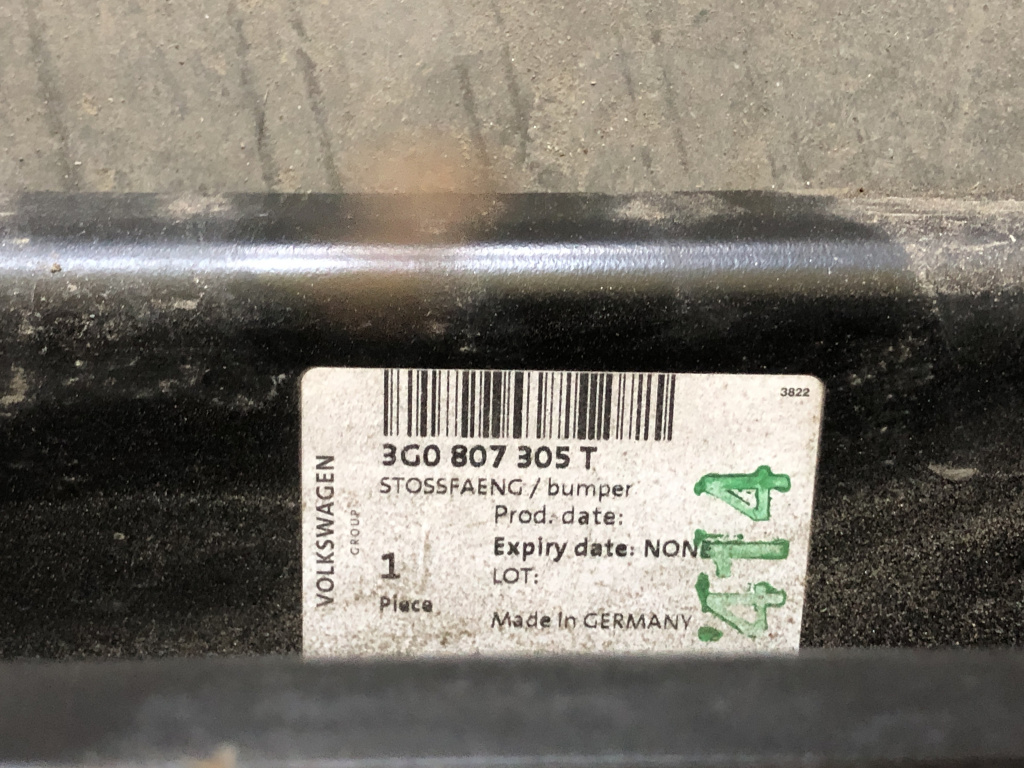 3822
3G0 807 305 T
STOSSFAENG / bumper
Prod. date:
Expiry date: NONE
LOT:
1
Piece
Made in GERMANY
VOLKSWAGEN
GROUP
4114